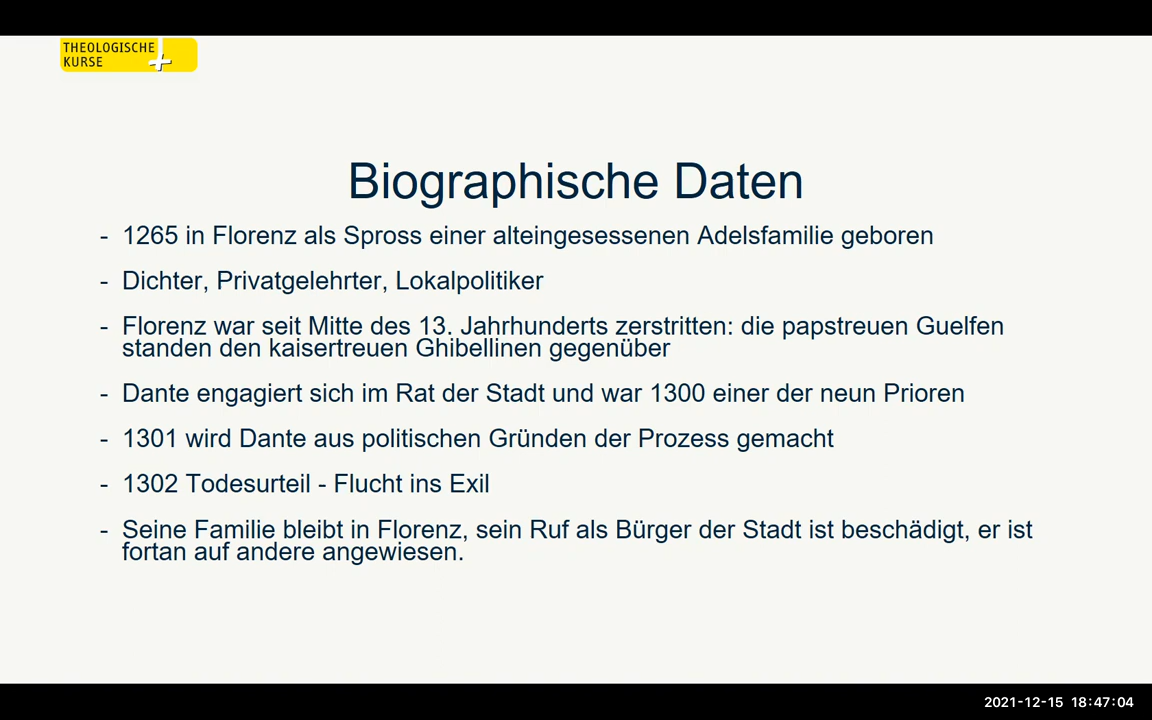 THEOLOGISCHE
KURSE
Biographische Daten
- 1265 in Florenz als Spross einer alteingesessenen Adelsfamilie geboren
- Dichter, Privatgelehrter, Lokalpolitiker
- Florenz war seit Mitte des 13. Jahrhunderts zerstritten: die papstreuen Guelfen
standen den kaisertreuen Ghibellinen gegenüber
- Dante engagiert sich im Rat der Stadt und war 1300 einer der neun Prioren
- 1301 wird Dante aus politischen Gründen der Prozess gemacht
- 1302 Todesurteil - Flucht ins Exil
- Seine Familie bleibt in Florenz, sein Ruf als Bürger der Stadt ist beschädigt, er ist
fortan auf andere angewiesen.
2021-12-15 18:47:04